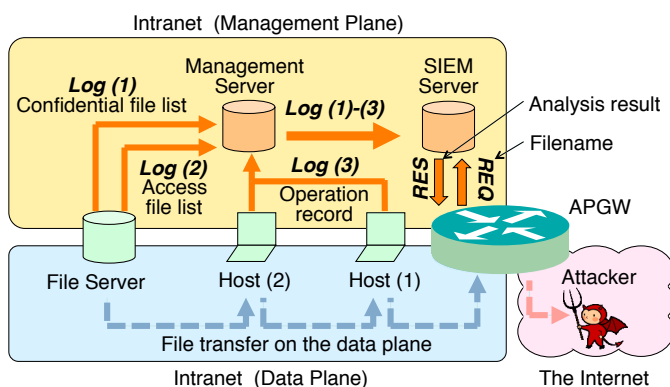 Intranet (Management Plane)
Log (1)
Confidential file list
Management
Server
SIEM
Server
Log (1)-(3)
Analysis result
Filename
Log (2)
Access
file list
Log (3)
Operation
record
RES
REQ
APGW
File Server
Host (2)
Host (1)
Attacker
File transfer on the data plane
Intranet (Data Plane)
The Internet